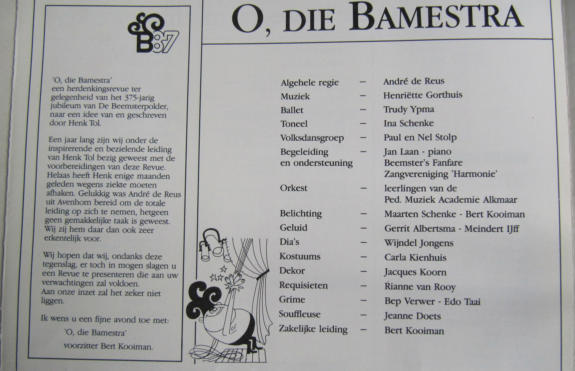 B87
O, DIE BAMESTRA
'O, die Bamestra'
een herdenkingsrevue ter
gelegenheid van het 375-jarig
jubileum van De Beemsterpolder,
naar een idee van en geschreven
door Henk Tol.
Een jaar lang zijn wij onder de
inspirerende en bezielende leiding
van Henk Tol bezig geweest met de
voorbereidingen van deze Revue.
Helaas heeft Henk enige maanden
geleden wegens ziekte moeten
afhaken. Gelukkig was André de Reus
uit Avenhorn bereid om de totale
leiding op zich te nemen, hetgeen
geen gemakkelijke taak is geweest.
Wij zij hem daar dan ook zeer
erkentelijk voor.
Wij hopen dat wij, ondanks deze
tegenslag, er toch in mogen slagen u
een Revue te presenteren die aan uw
verwachtingen zal voldoen.
Aan onze inzet zal het zeker niet
liggen.
Ik wens u een fijne avond toe met:
'O, die Bamestra'
voorzitter Bert Kooiman.
Algehele regie – André de Reus
Muziek – Henriëtte Gorthuis
Ballet – Trudy Ypma
Toneel – Ina Schenke
Volksdansgroep – Paul en Nel Stolp
Begeleiding – Jan Laan - piano
en ondersteuning Beemster's Fanfare
Zangvereniging 'Harmonie'
Orkest – leerlingen van de
Ped. Muziek Academie Alkmaar
Belichting – Maarten Schenke - Bert Kooiman
Geluid – Gerrit Albertsma - Meindert IJff
Dia's – Wijndel Jongens
Kostuums – Carla Kienhuis
Dekor – Jacques Koorn
Requisieten – Rianne van Rooy
Grime – Bep Verwer - Edo Taai
Souffleuse – Jeanne Doets
Zakelijke leiding – Bert Kooiman